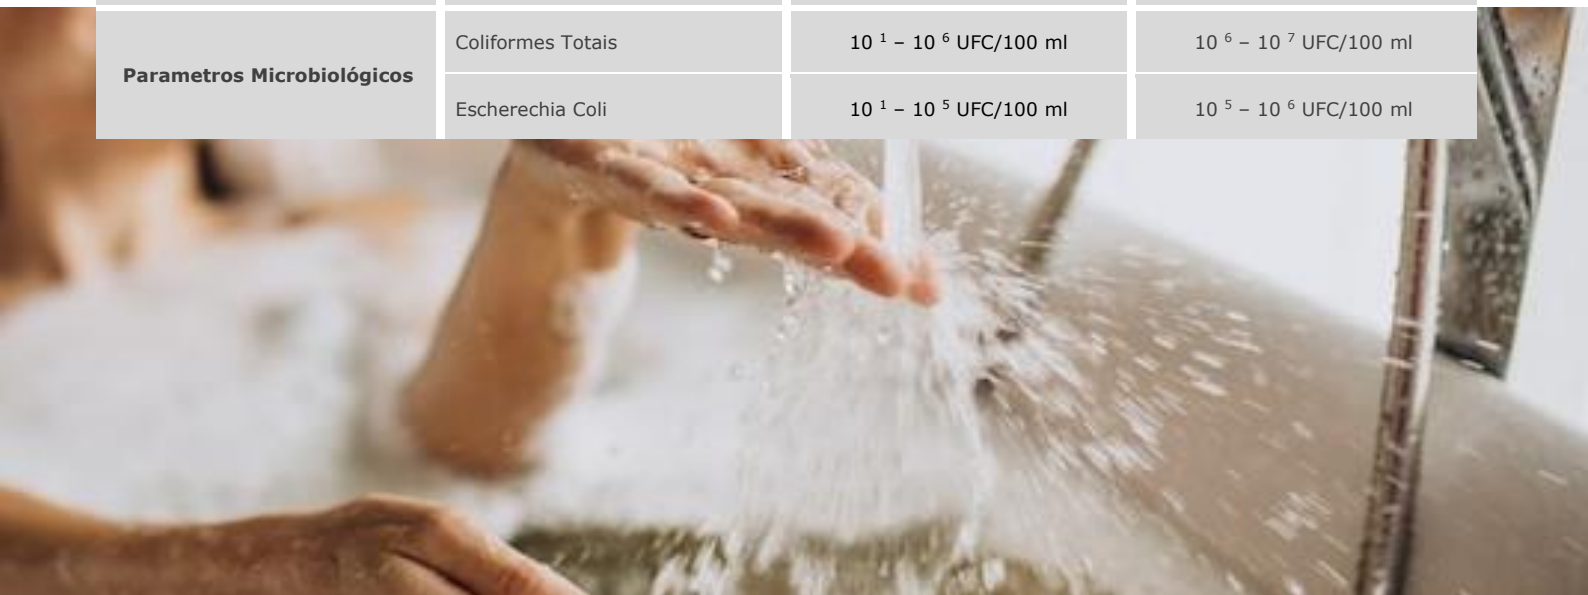 Parametros Microbiológicos
Coliformes Totais
10 ¹ – 10 ⁶ UFC/100 ml
10 ⁶ – 10 ⁷ UFC/100 ml
Escherechia Coli
10 ¹ – 10 ⁵ UFC/100 ml
10 ⁵ – 10 ⁶ UFC/100 ml